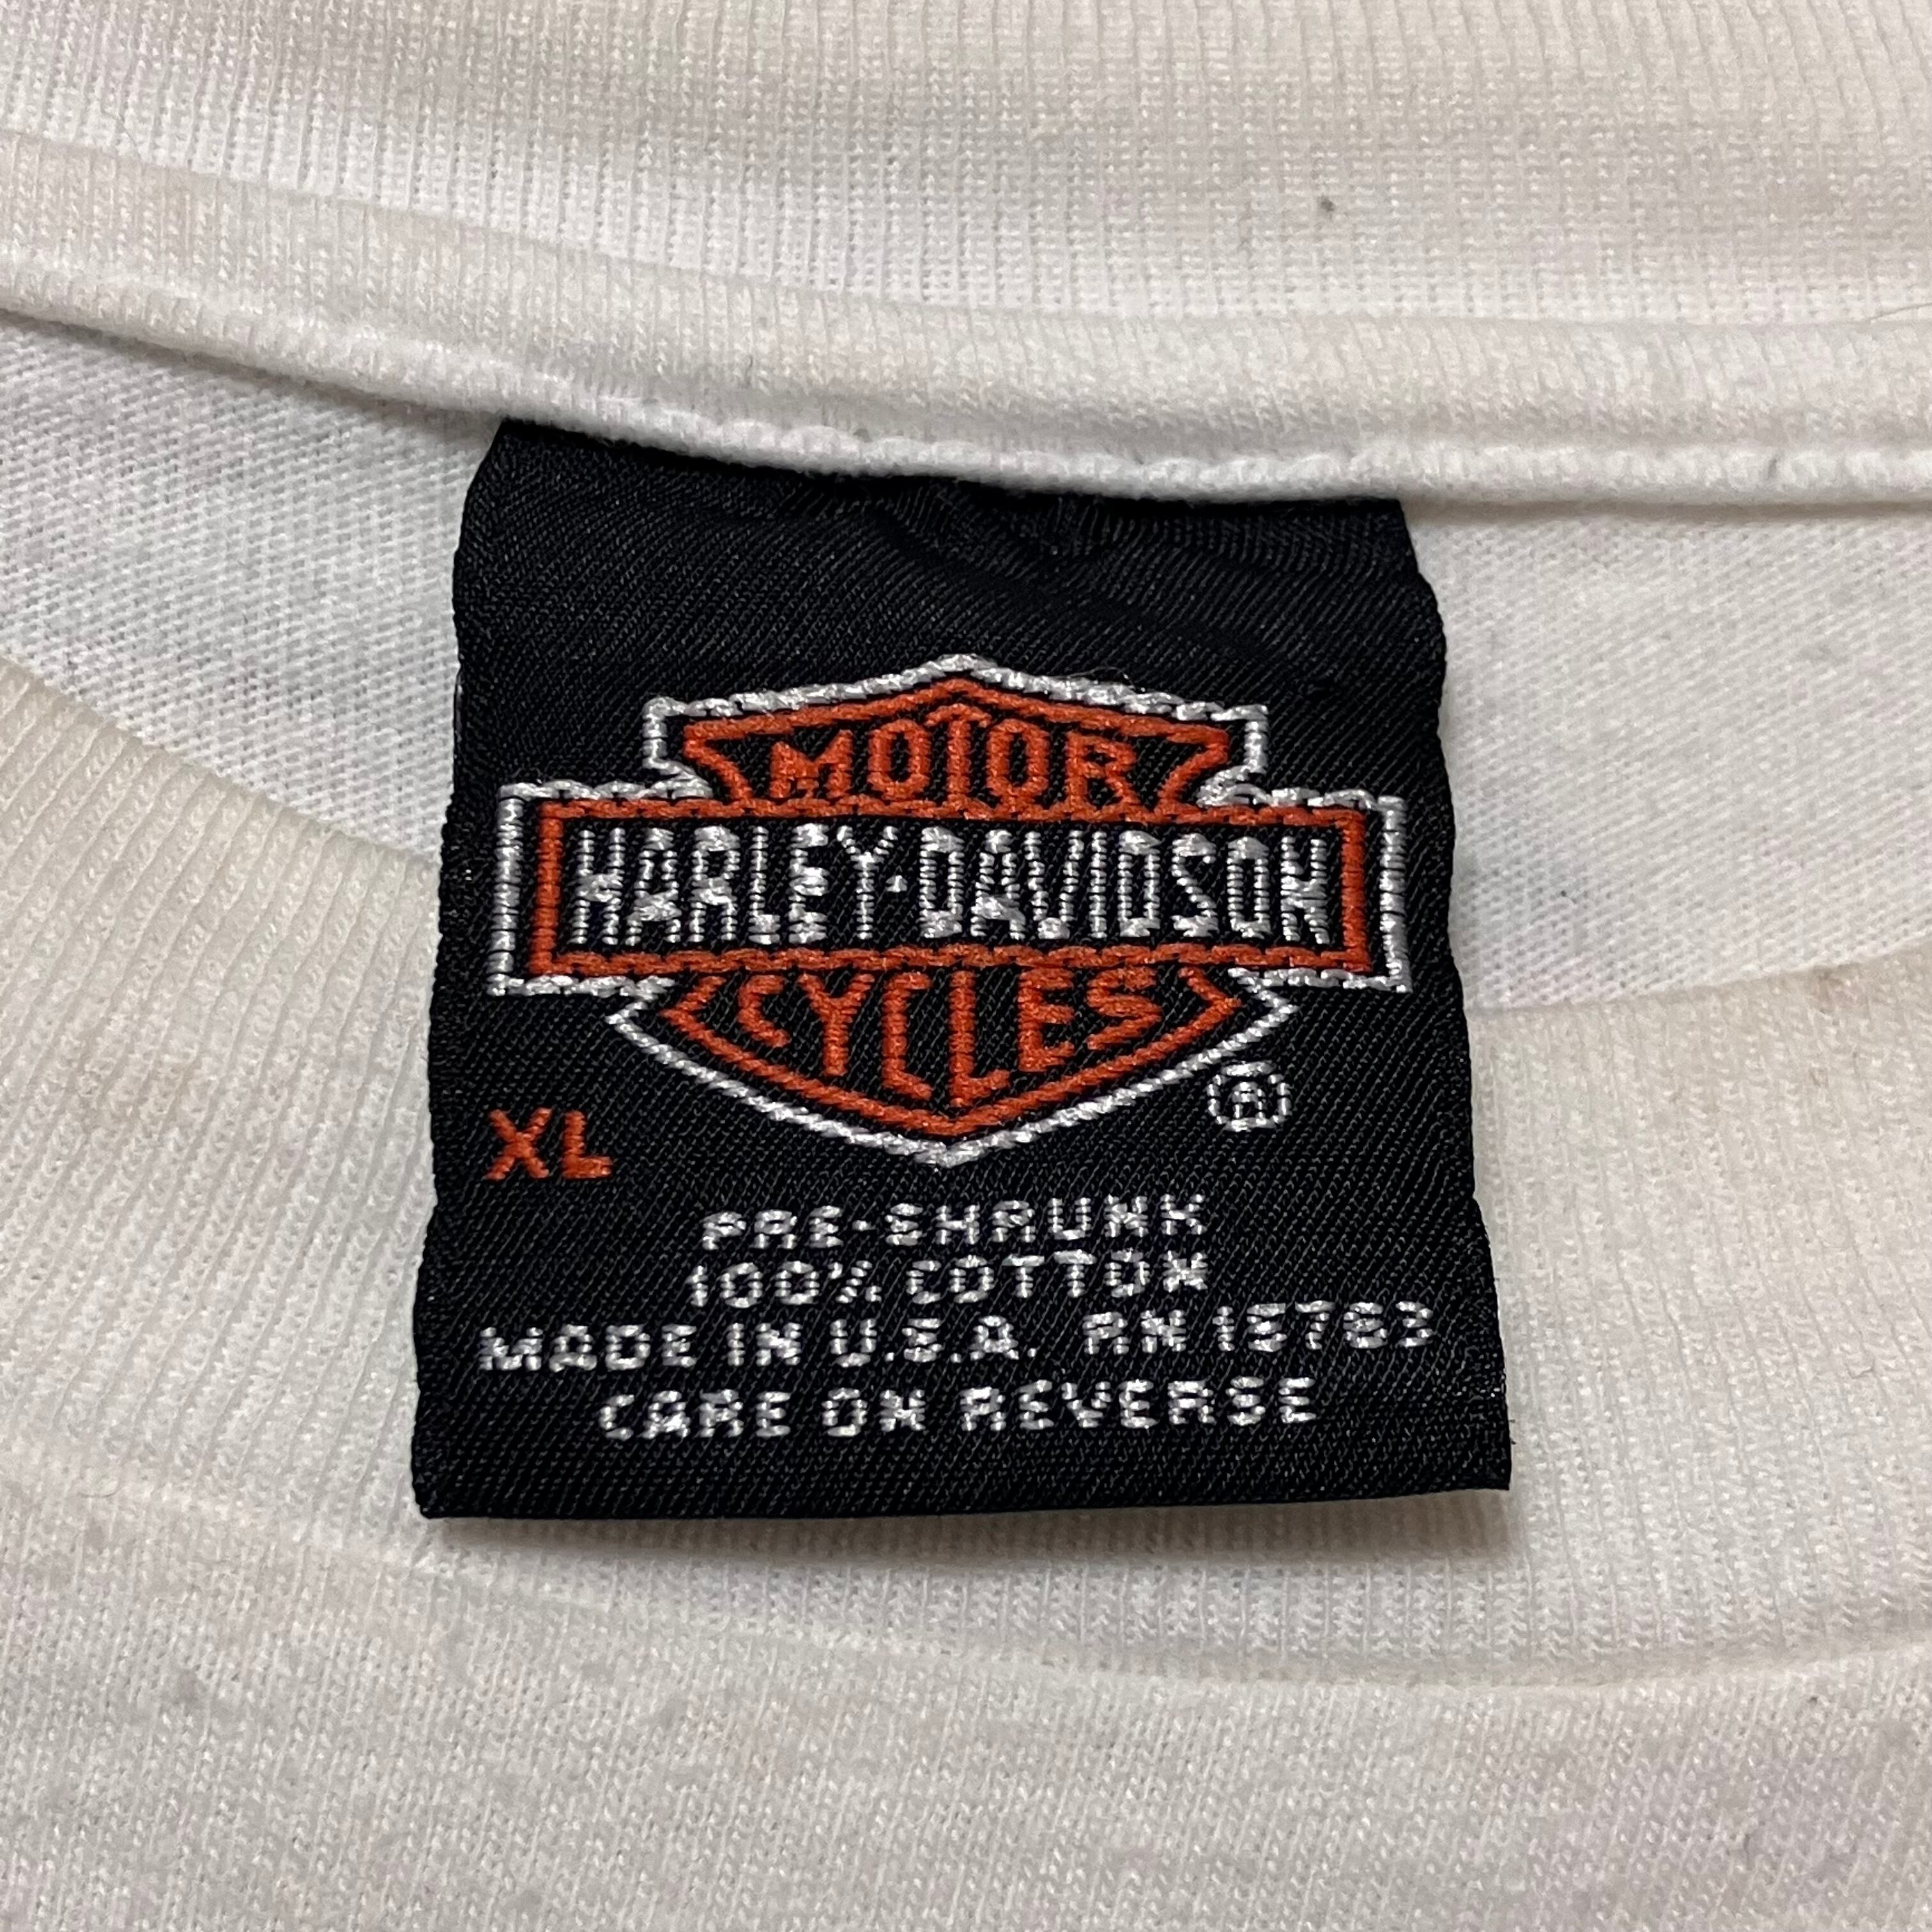 MOTOR
HARLEY-DAVIDSON
CYCLES
®
XL
PRE-SHRUNK
100% COTTON
MADE IN U.S.A. RN 15763
CARE ON REVERSE